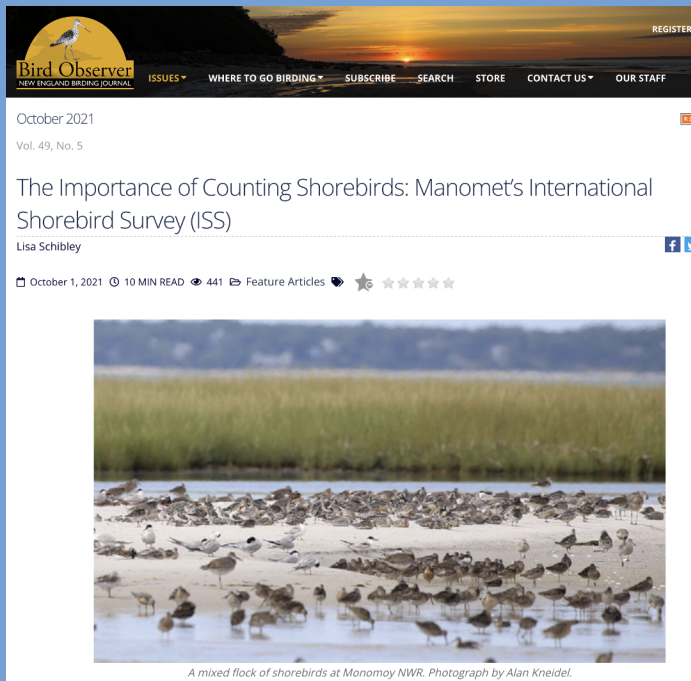 REGISTER
Bird Observer
NEW ENGLAND BIRDING JOURNAL
ISSUES WHERE TO GO BIRDING SUBSCRIBE SEARCH STORE CONTACT US OUR STAFF
October 2021
Vol. 49, No. 5
The Importance of Counting Shorebirds: Manomet's International
Shorebird Survey (ISS)
Lisa Schibley
October 1, 2021 10 MIN READ 441 Feature Articles
A mixed flock of shorebirds at Monomoy NWR. Photograph by Alan Kneidel.